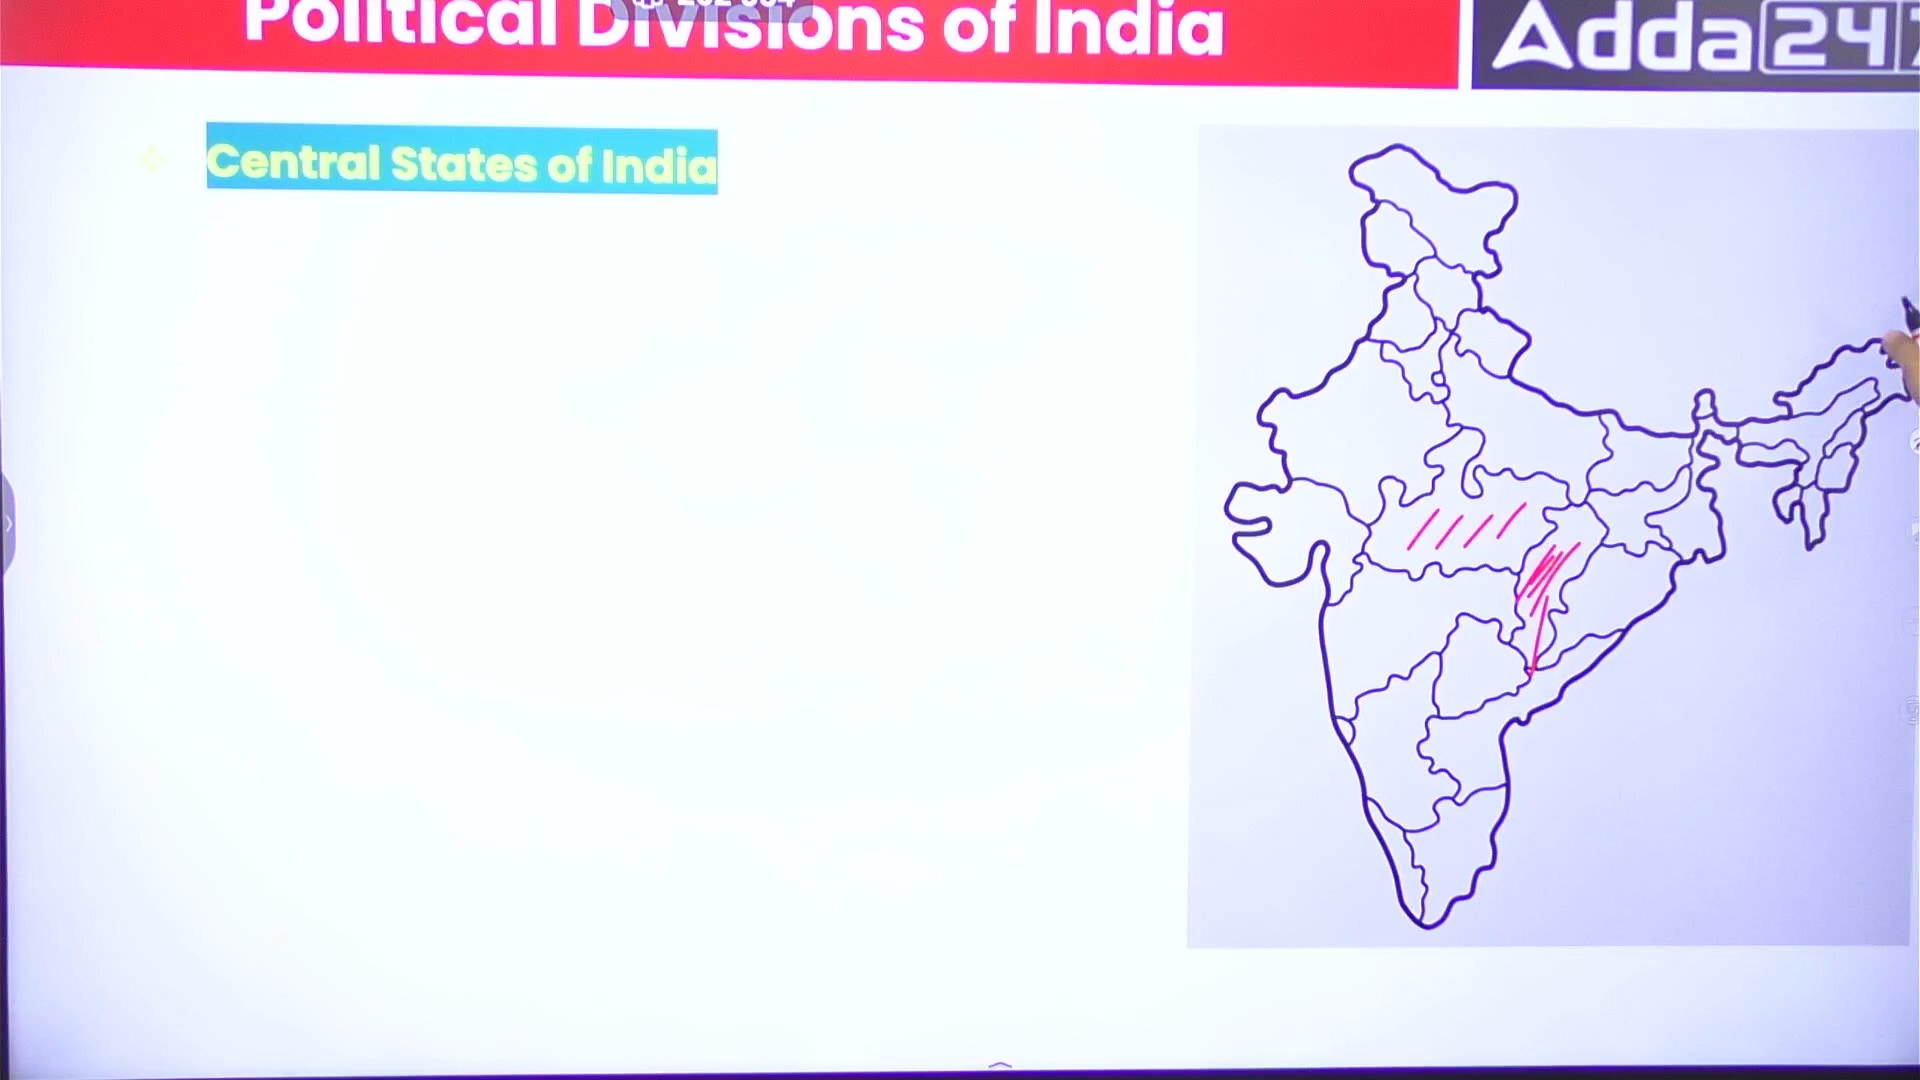 Political Divisions of India
Adda247
Central States of India